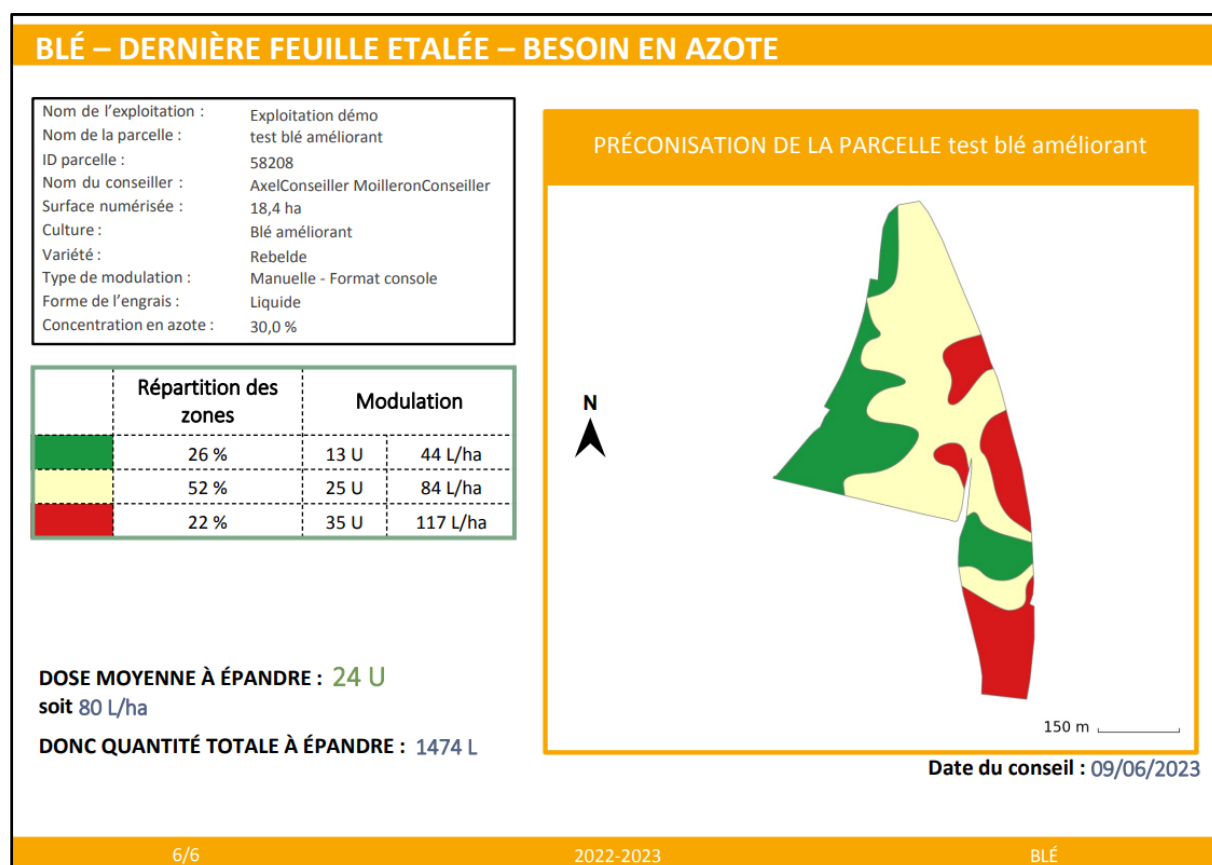 BLÉ – DERNIÈRE FEUILLE ETALÉE – BESOIN EN AZOTE
Nom de l'exploitation : Exploitation démo
Nom de la parcelle : test blé améliorant
ID parcelle : 58208
Nom du conseiller : AxelConseiller MoilleronConseiller
Surface numérisée : 18,4 ha
Culture : Blé améliorant
Variété : Rebelde
Type de modulation : Manuelle - Format console
Forme de l'engrais : Liquide
Concentration en azote : 30,0 %
Répartition des zones Modulation
26 % 13 U 44 L/ha
52 % 25 U 84 L/ha
22 % 35 U 117 L/ha
DOSE MOYENNE À ÉPANDRE : 24 U
soit 80 L/ha
DONC QUANTITÉ TOTALE À ÉPANDRE : 1474 L
PRÉCONISATION DE LA PARCELLE test blé améliorant
N
150 m
Date du conseil : 09/06/2023
6/6 2022-2023 BLÉ